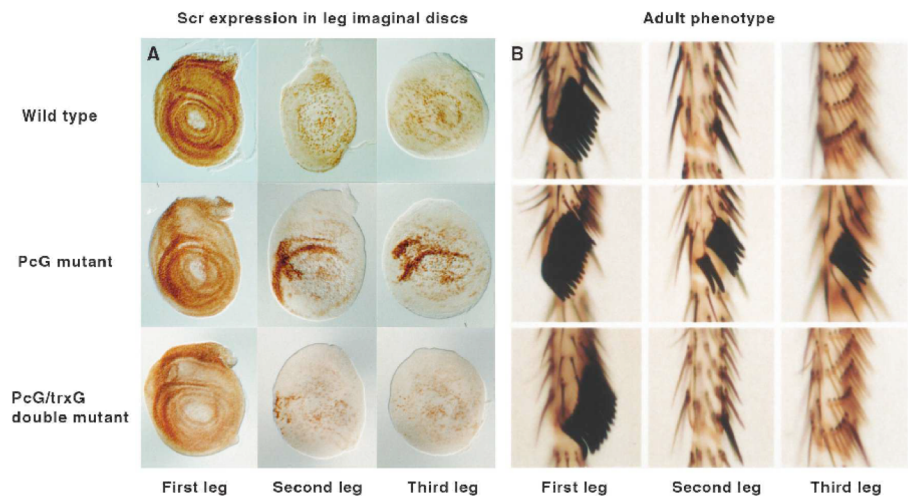 Scr expression in leg imaginal discs
Adult phenotype
A
B
Wild type
PcG mutant
PcG/trxG
double mutant
First leg
Second leg
Third leg
First leg
Second leg
Third leg